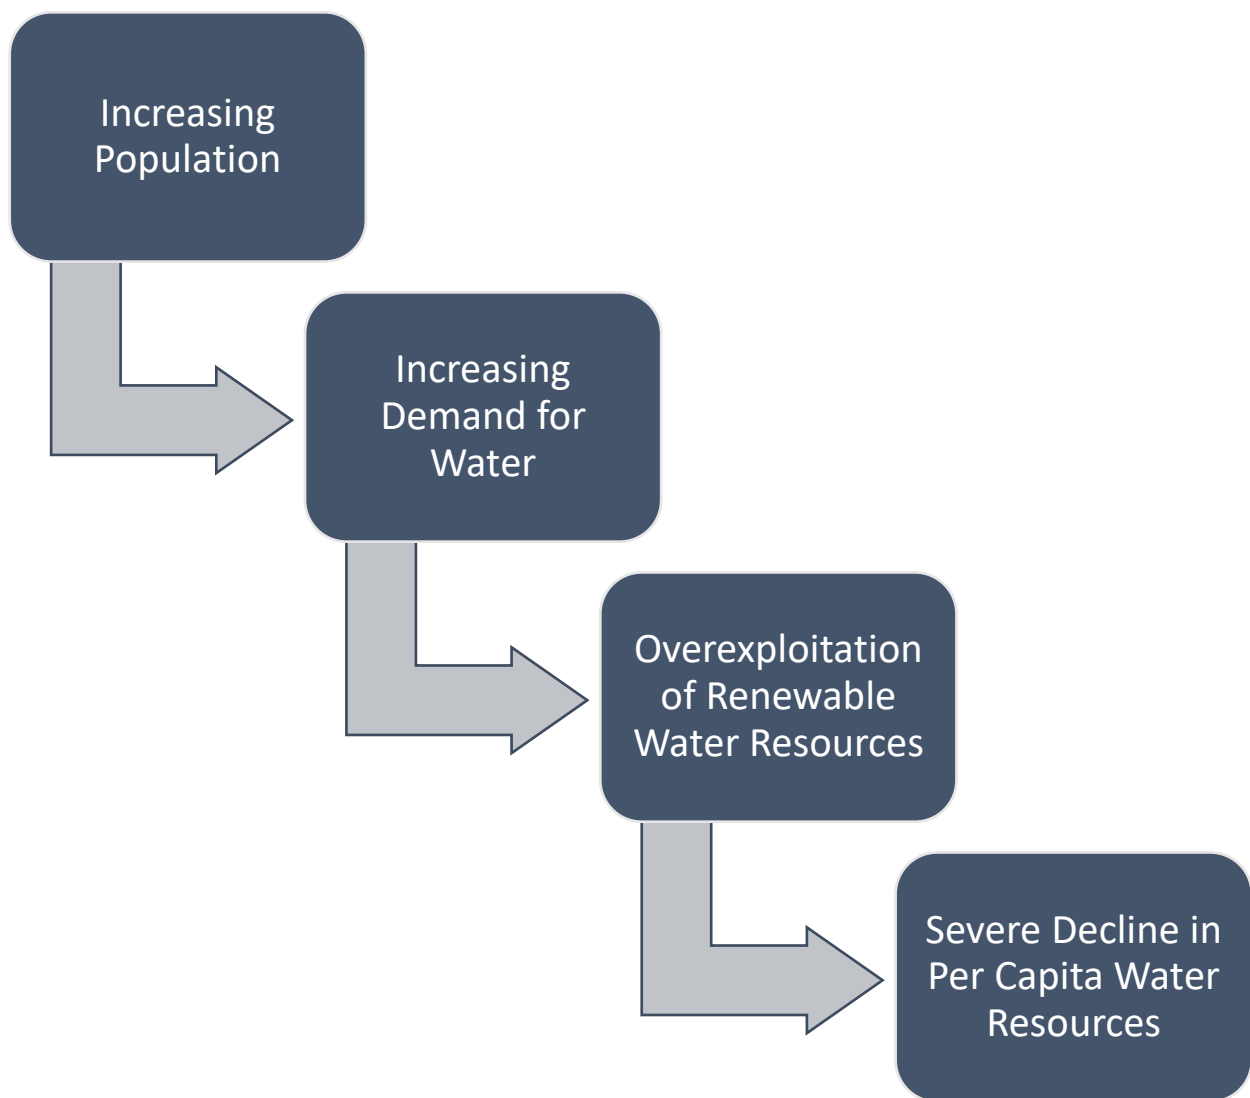 Increasing
Population
Increasing
Demand for
Water
Overexploitation
of Renewable
Water Resources
Severe Decline in
Per Capita Water
Resources